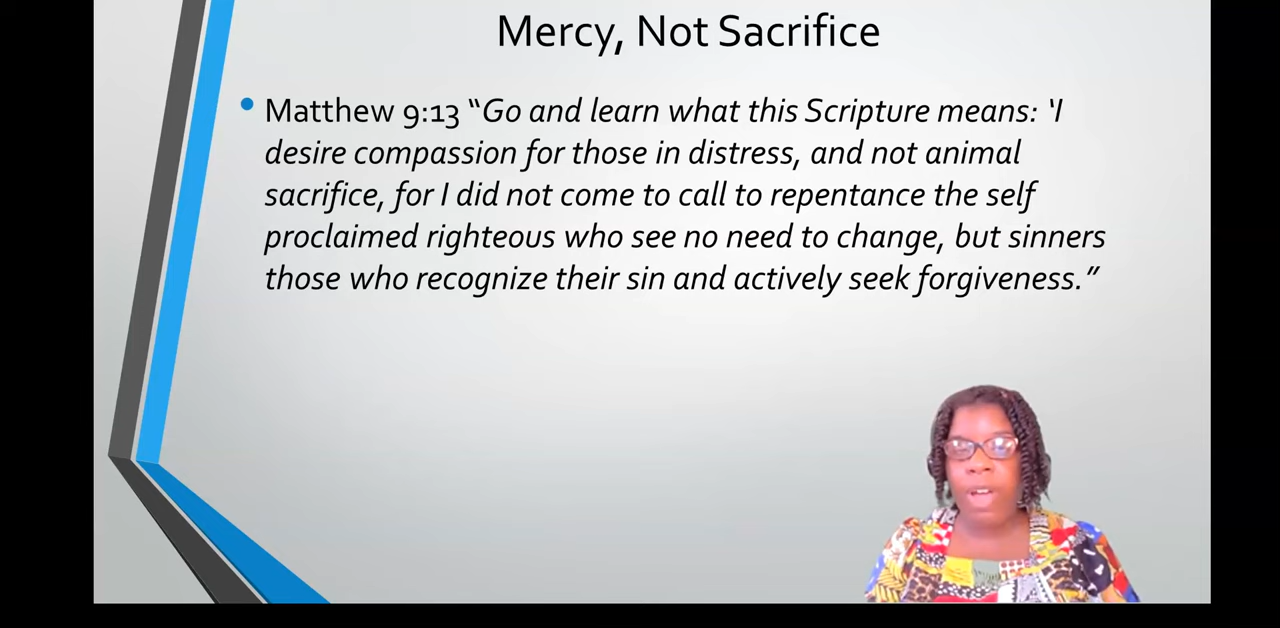 Mercy, Not Sacrifice
• Matthew 9:13 “Go and learn what this Scripture means: ‘I
desire compassion for those in distress, and not animal
sacrifice, for I did not come to call to repentance the self
proclaimed righteous who see no need to change, but sinners
those who recognize their sin and actively seek forgiveness.”